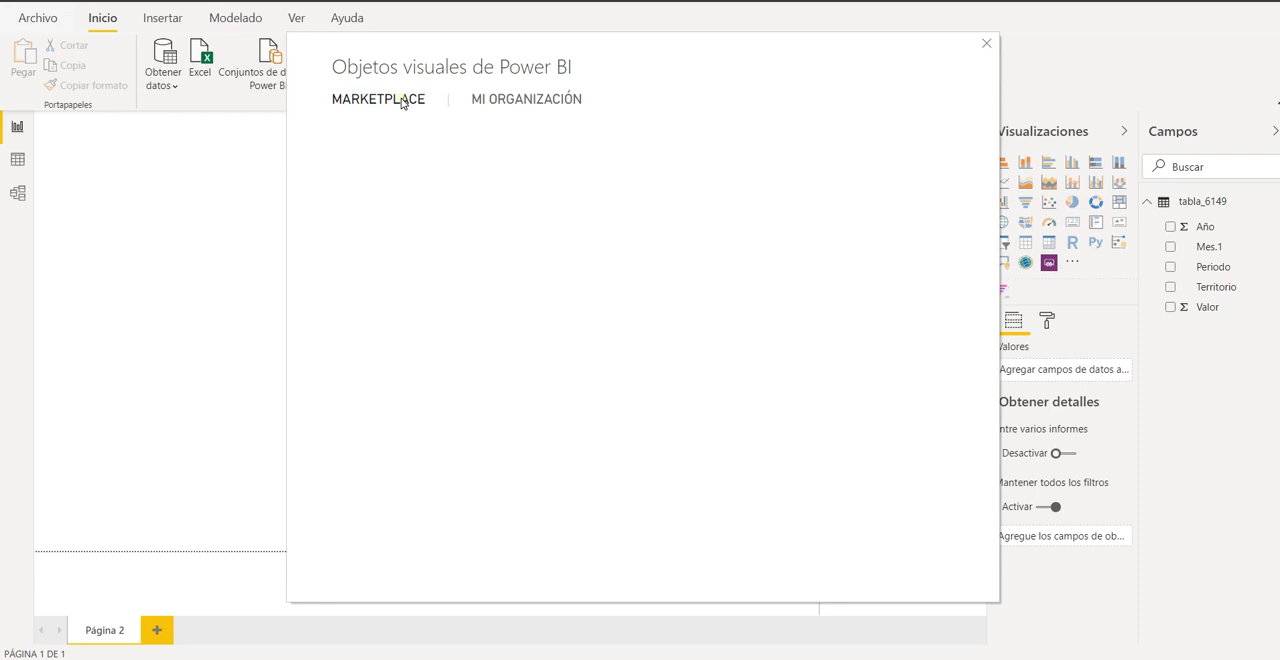 Archivo Inicio Insertar Modelado Ver Ayuda
Pegar
Cortar
Copia
Copiar formato
Portapapeles
Obtener datos
Excel
Conjuntos de d
Power BI
Objetos visuales de Power BI
MARKETPLACE | MI ORGANIZACIÓN
Visualizaciones
R Py
Valores
Agregar campos de datos a...
Obtener detalles
ntre varios informes
Desactivar
Mantener todos los filtros
Activar
Agregue los campos de ob...
Campos
Buscar
tabla_6149
Σ Año
Mes.1
Periodo
Territorio
Σ Valor
Página 2
PÁGINA 1 DE 1